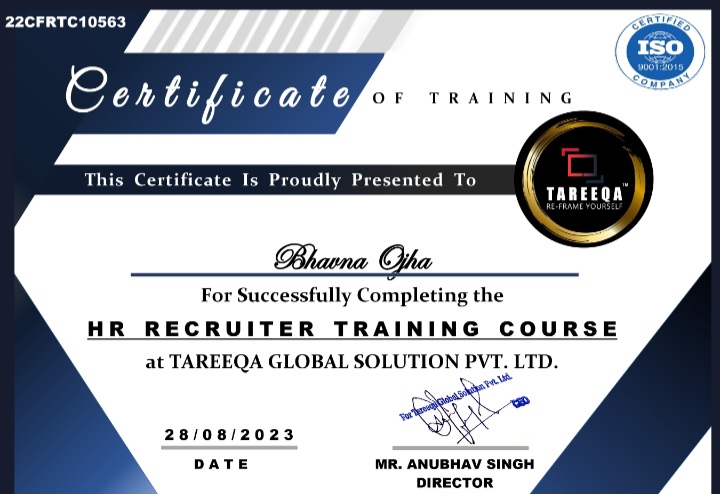 22CFRTC10563
CERTIFIED
ISO
9001:2015
COMPANY
Certificate OF TRAINING
This Certificate Is Proudly Presented To
TAREEQA™
RE-FRAME YOURSELF
Bhavna Ojha
For Successfully Completing the
HR RECRUITER TRAINING COURSE
at TAREEQA GLOBAL SOLUTION PVT. LTD.
For Tareeqa Global Solution Pvt. Ltd.
CEO
28/08/2023
DATE
MR. ANUBHAV SINGH
DIRECTOR